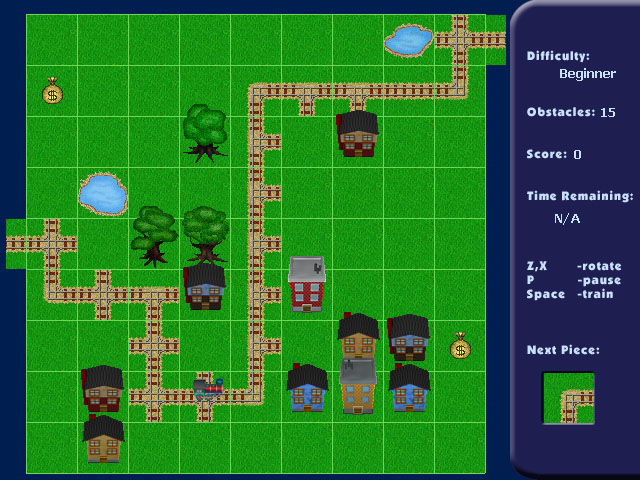 Difficulty:
Beginner
Obstacles: 15
Score: 0
Time Remaining:
N/A
Z,X -rotate
P -pause
Space -train
Next Piece: